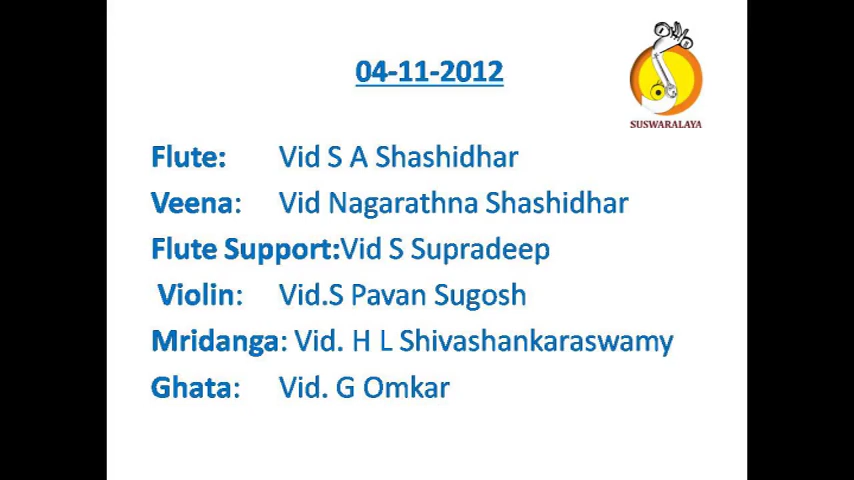 04-11-2012
SUSWARALAYA
Flute: Vid S A Shashidhar
Veena: Vid Nagarathna Shashidhar
Flute Support:Vid S Supradeep
Violin: Vid.S Pavan Sugosh
Mridanga: Vid. H L Shivashankaraswamy
Ghata: Vid. G Omkar